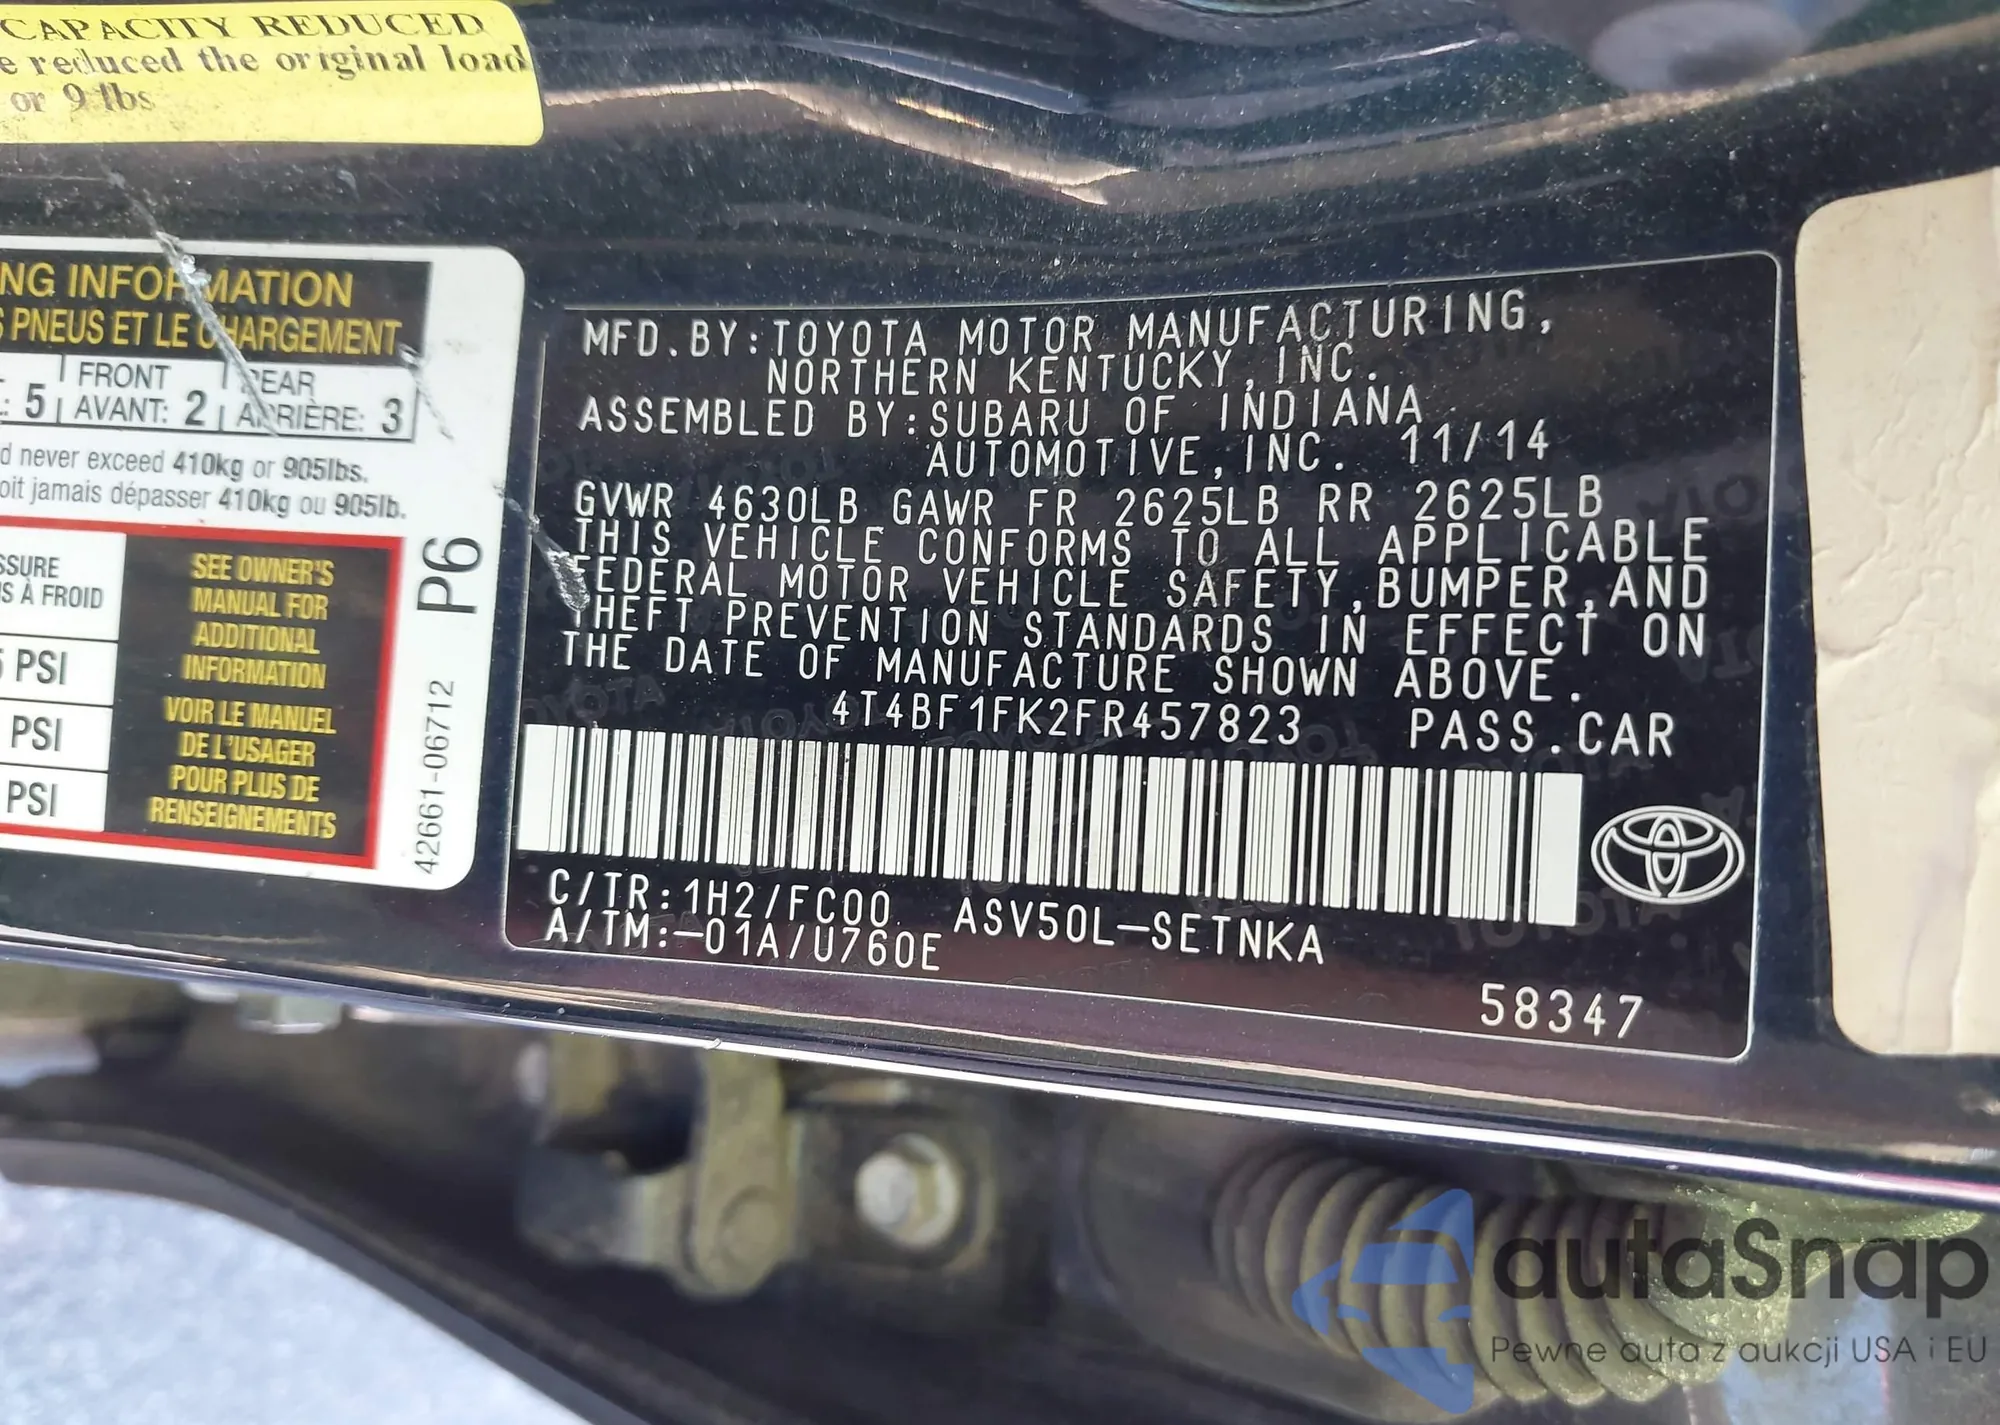 CAPACITY REDUCED
e reduced the original load
or 9 lbs
NG INFORMATION
PNEUS ET LE CHARGEMENT
5 FRONT REAR
AVANT: 2 ARRIÈRE: 3
d never exceed 410kg or 905lbs.
oit jamais dépasser 410kg ou 905lb.
SSURE
S À FROID
PSI
PSI
PSI
SEE OWNER'S
MANUAL FOR
ADDITIONAL
INFORMATION
VOIR LE MANUEL
DE L'USAGER
POUR PLUS DE
RENSEIGNEMENTS
P6
42661-06712
MFD.BY:TOYOTA MOTOR MANUFACTURING,
NORTHERN KENTUCKY,INC.
ASSEMBLED BY:SUBARU OF INDIANA
AUTOMOTIVE,INC. 11/14
GVWR 4630LB GAWR FR 2625LB RR 2625LB
THIS VEHICLE CONFORMS TO ALL APPLICABLE
FEDERAL MOTOR VEHICLE SAFETY,BUMPER,AND
THEFT PREVENTION STANDARDS IN EFFECT ON
THE DATE OF MANUFACTURE SHOWN ABOVE.
4T4BF1FK2FR457823 PASS.CAR
C/TR:1H2/FC00 ASV50L-SETNKA
A/TM:-01A/U760E
58347
autaSnap
Pewne auta z aukcji USA i EU